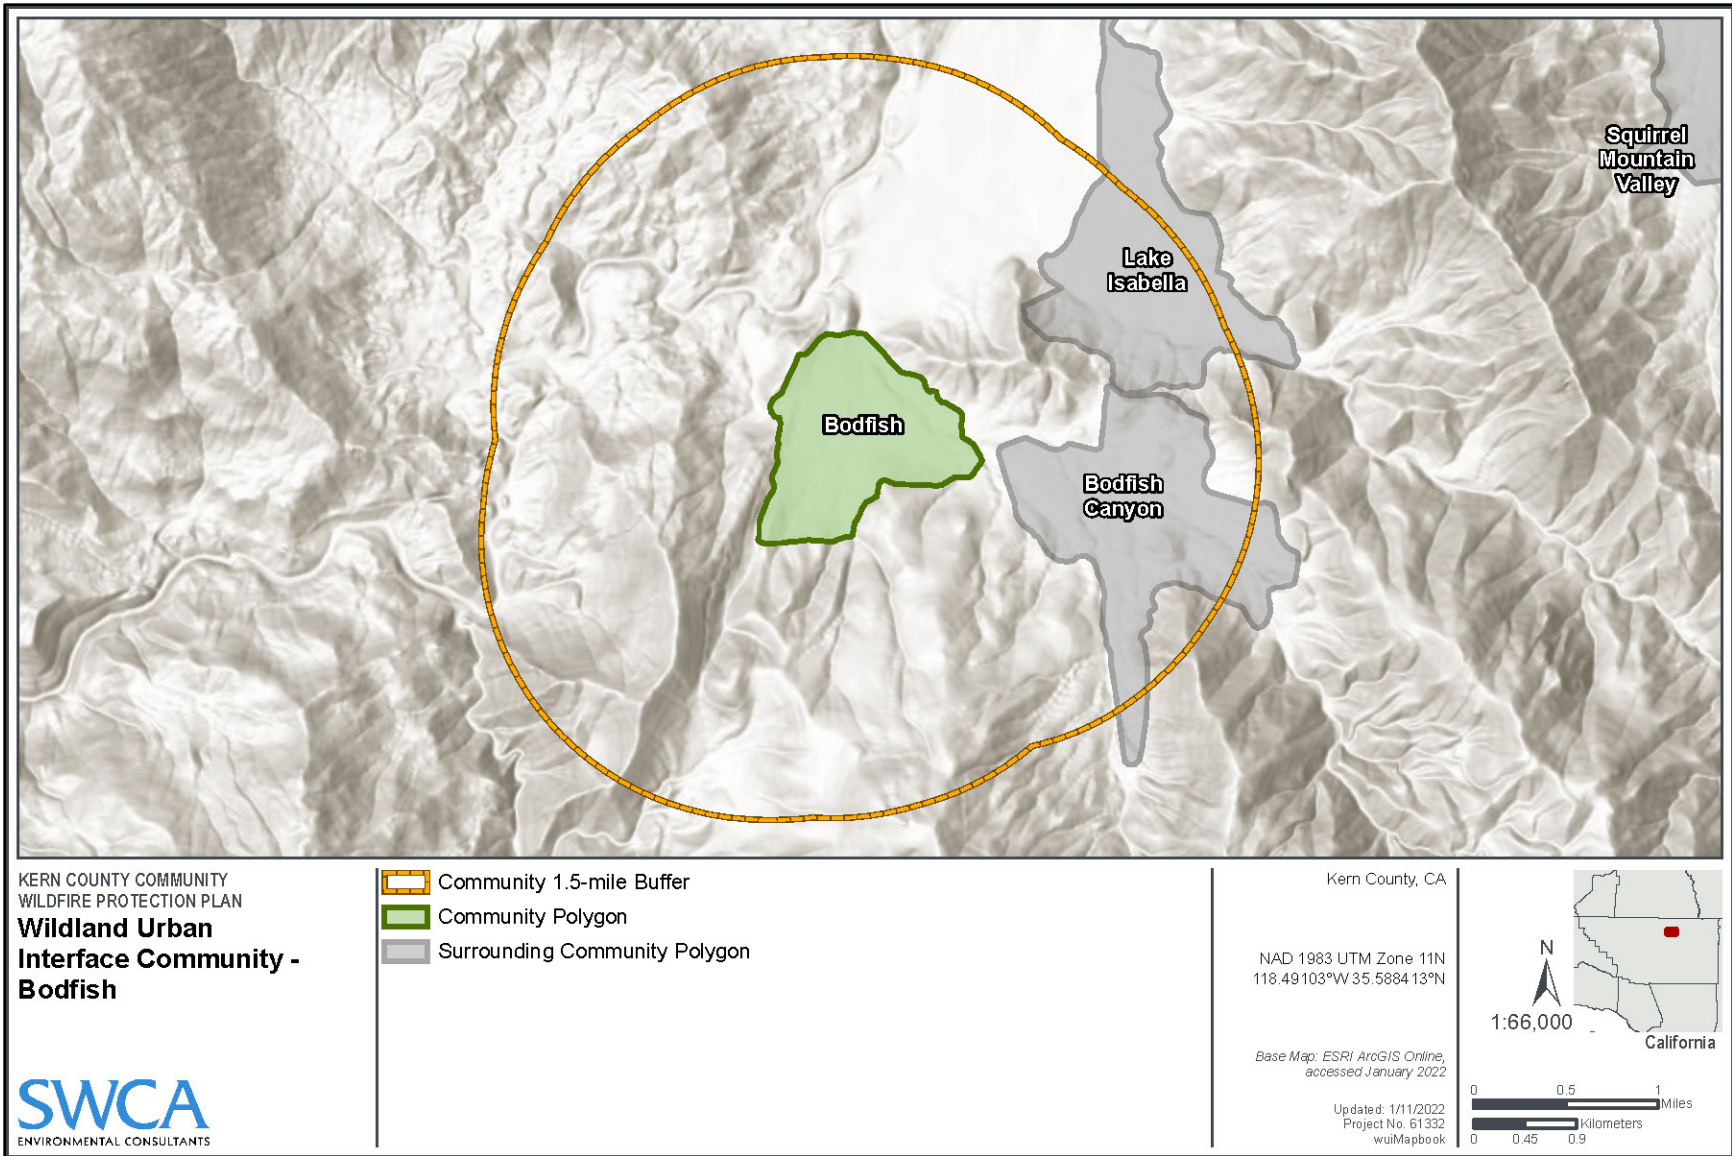 Squirrel
Mountain
Valley
Lake
Isabella
Bodfish
Bodfish
Canyon
KERN COUNTY COMMUNITY
WILDFIRE PROTECTION PLAN
Wildland Urban
Interface Community -
Bodfish
SWCA
ENVIRONMENTAL CONSULTANTS
Community 1.5-mile Buffer
Community Polygon
Surrounding Community Polygon
Kern County, CA
NAD 1983 UTM Zone 11N
118.49103°W 35.588413°N
Base Map: ESRI ArcGIS Online,
accessed January 2022
Updated: 1/11/2022
Project No. 61332
wuiMapbook
N
1:66,000
California
0 0.5 1
Miles
Kilometers
0 0.45 0.9